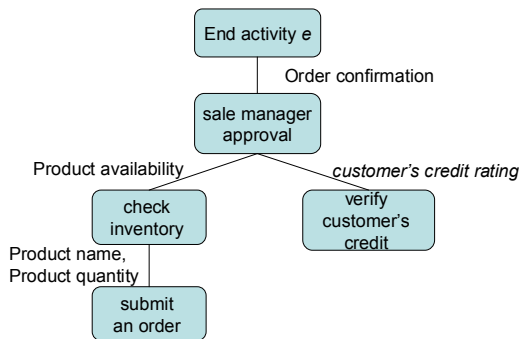 End activity e
Order confirmation
sale manager
approval
Product availability
customer's credit rating
check
inventory
verify
customer's
credit
Product name,
Product quantity
submit
an order